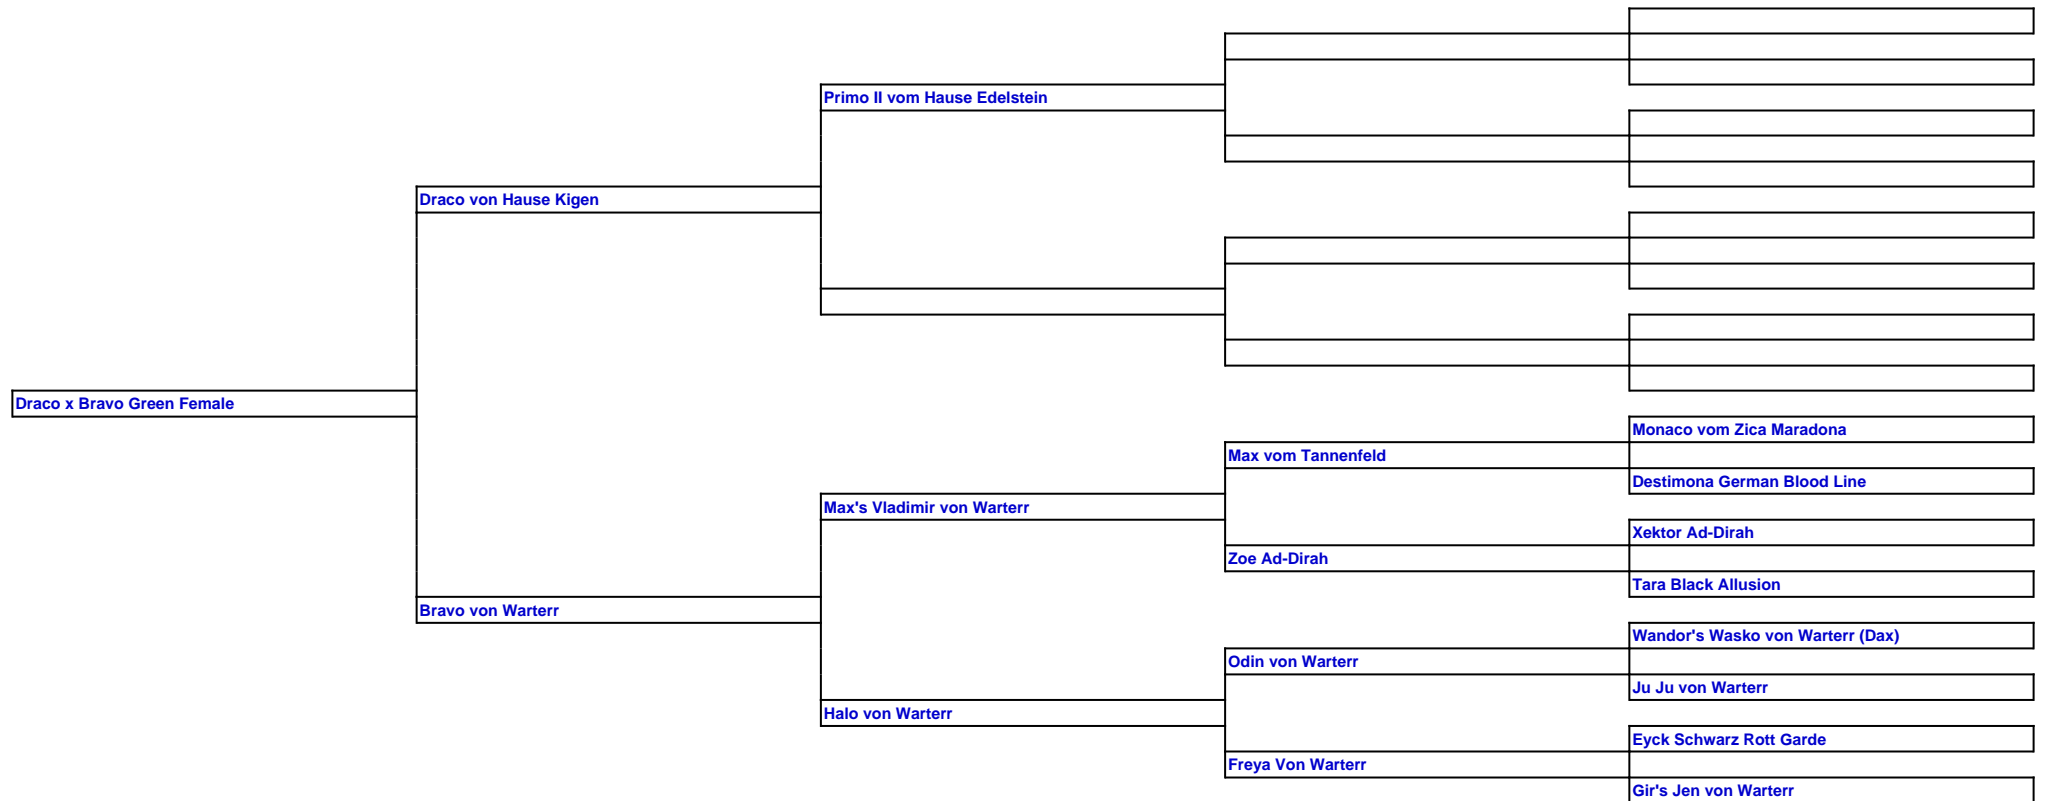 Primo II vom Hause Edelstein
Draco von Hause Kigen
Draco x Bravo Green Female
Monaco vom Zica Maradona
Max vom Tannenfeld
Destimona German Blood Line
Max's Vladimir von Warterr
Xektor Ad-Dirah
Zoe Ad-Dirah
Tara Black Allusion
Bravo von Warterr
Wandor's Wasko von Warterr (Dax)
Odin von Warterr
Ju Ju von Warterr
Halo von Warterr
Eyck Schwarz Rott Garde
Freya Von Warterr
Gir's Jen von Warterr